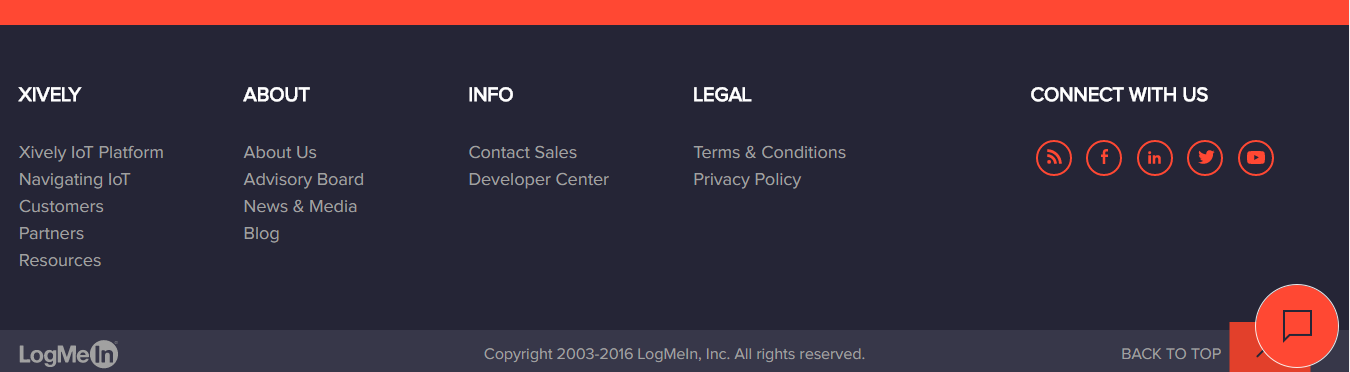 XIVELY
Xively IoT Platform
Navigating IoT
Customers
Partners
Resources
ABOUT
About Us
Advisory Board
News & Media
Blog
INFO
Contact Sales
Developer Center
LEGAL
Terms & Conditions
Privacy Policy
CONNECT WITH US
f
in
LogMeIn
Copyright 2003-2016 LogMeIn, Inc. All rights reserved.
BACK TO TOP